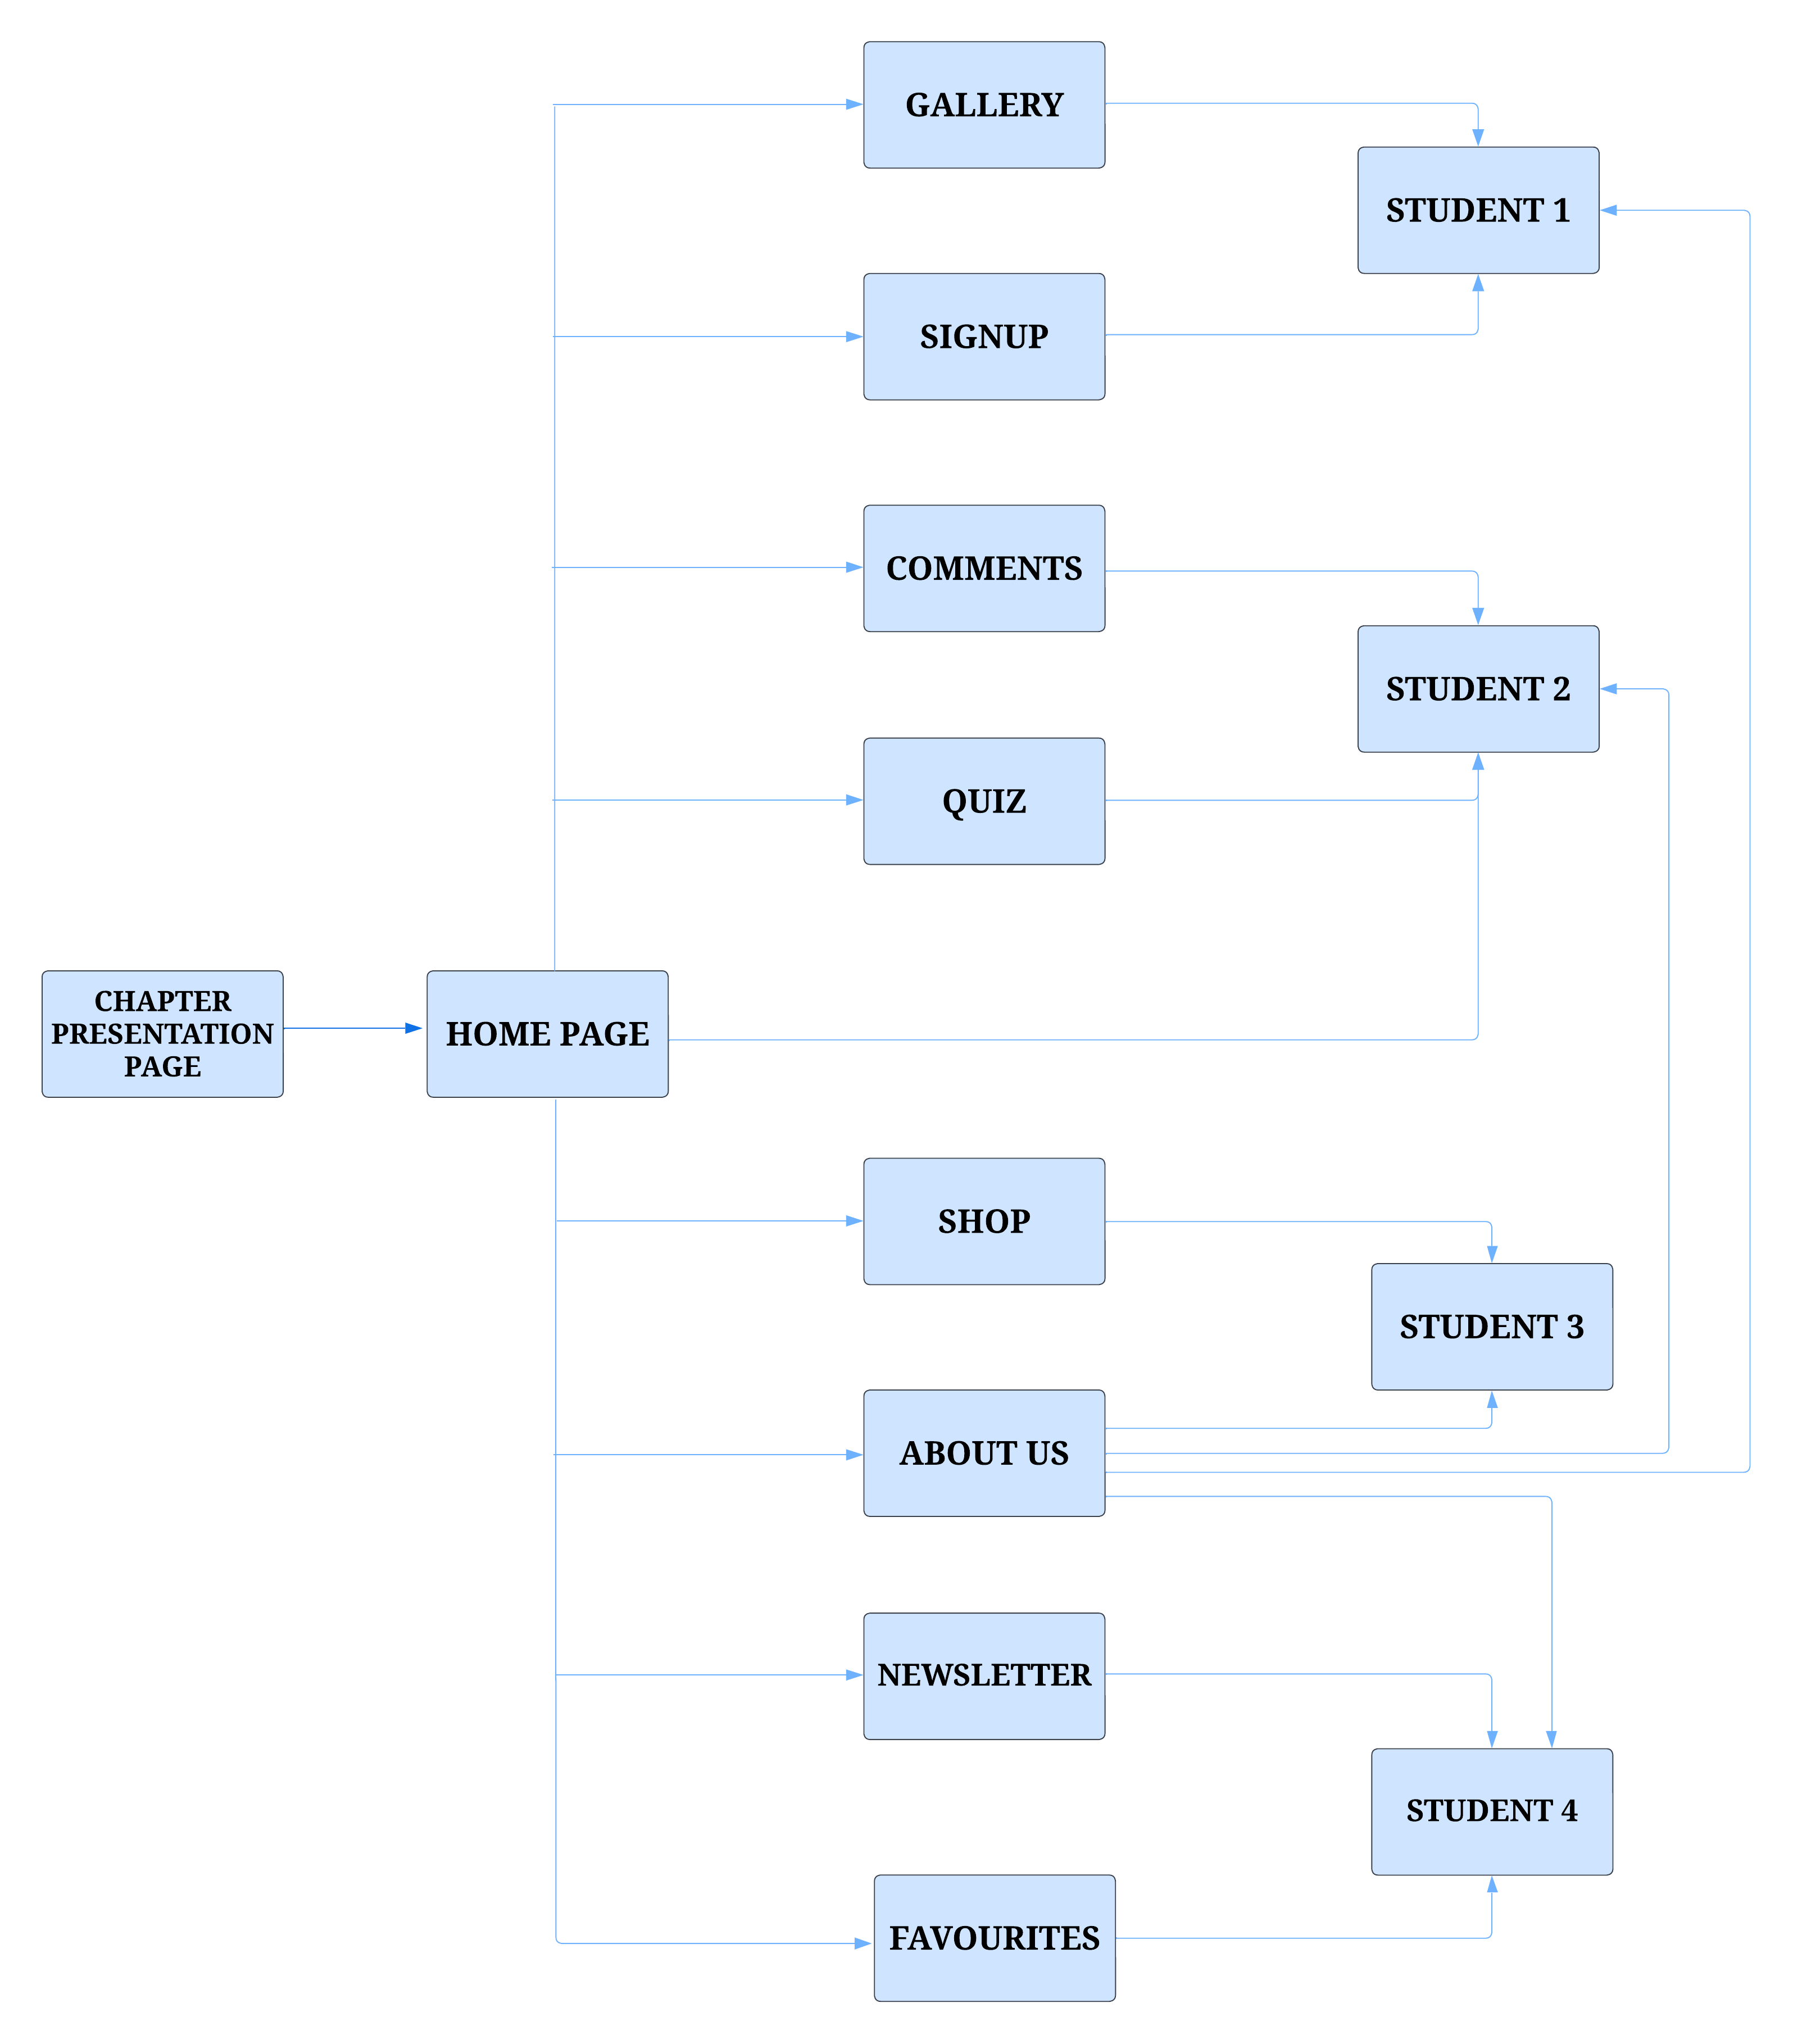 GALLERY
STUDENT 1
SIGNUP
COMMENTS
STUDENT 2
QUIZ
CHAPTER
PRESENTATION
PAGE
HOME PAGE
SHOP
STUDENT 3
ABOUT US
NEWSLETTER
STUDENT 4
FAVOURITES